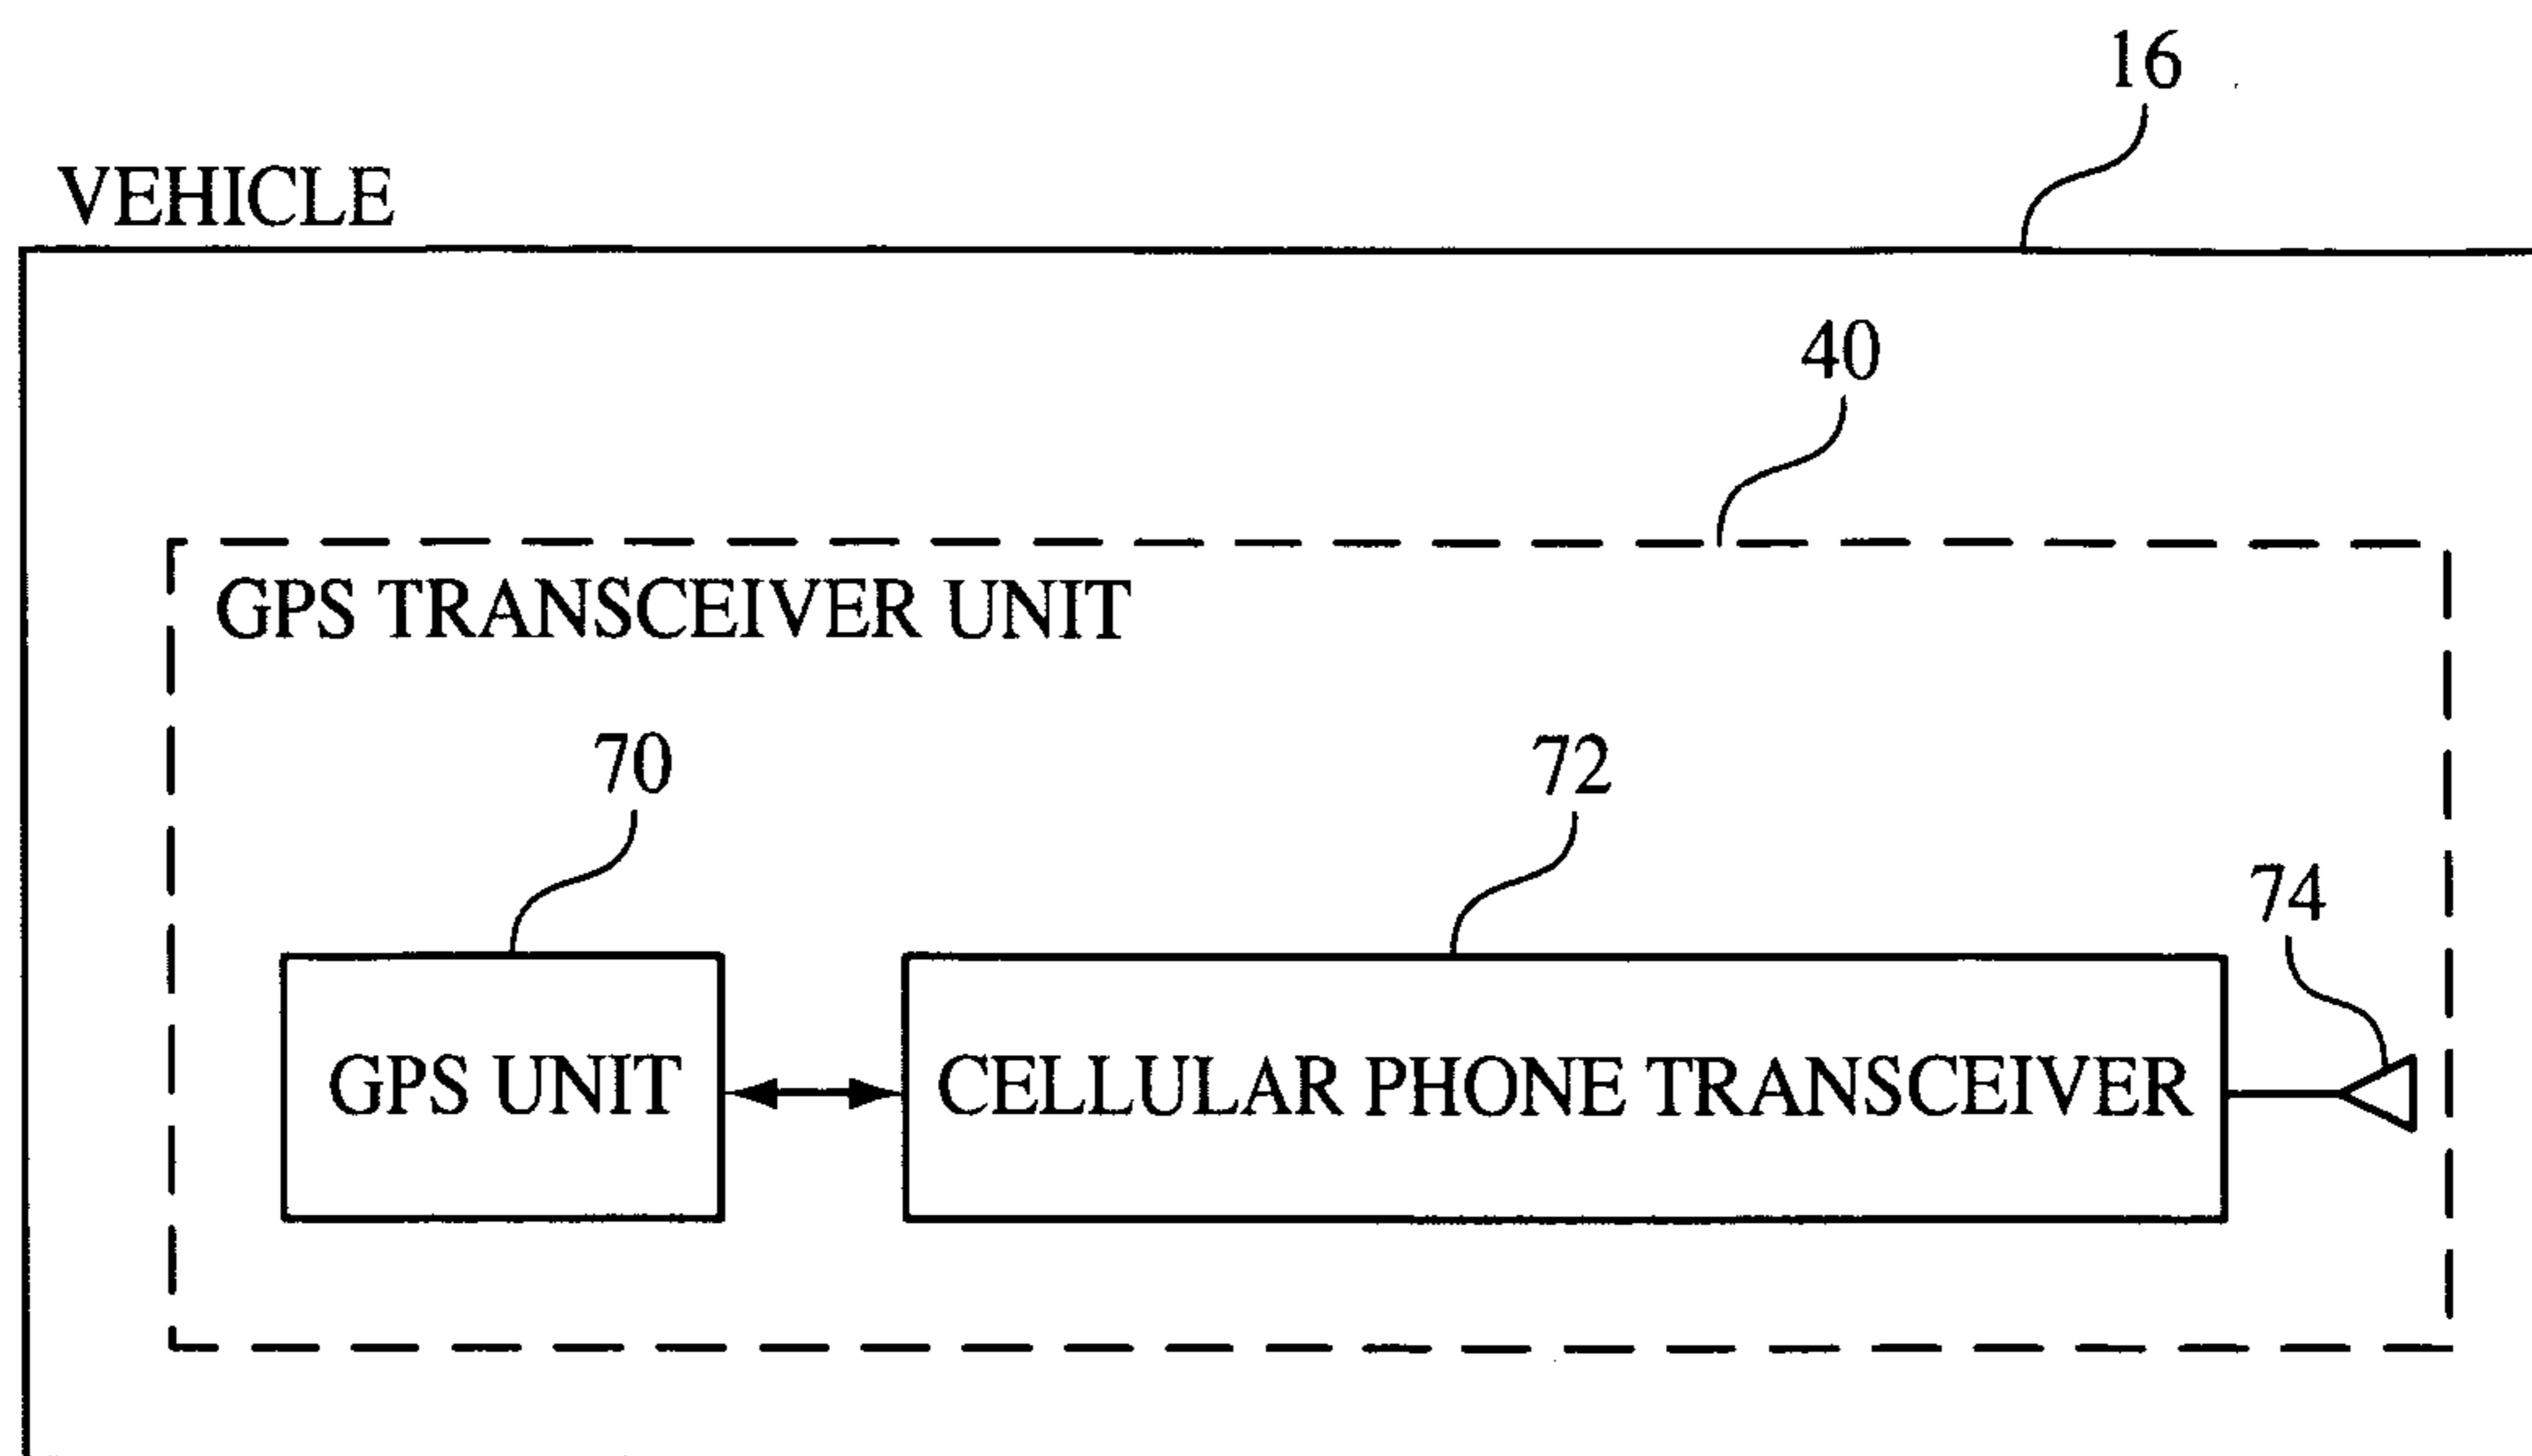 16
VEHICLE
40
GPS TRANSCEIVER UNIT
70
72
74
GPS UNIT
CELLULAR PHONE TRANSCEIVER